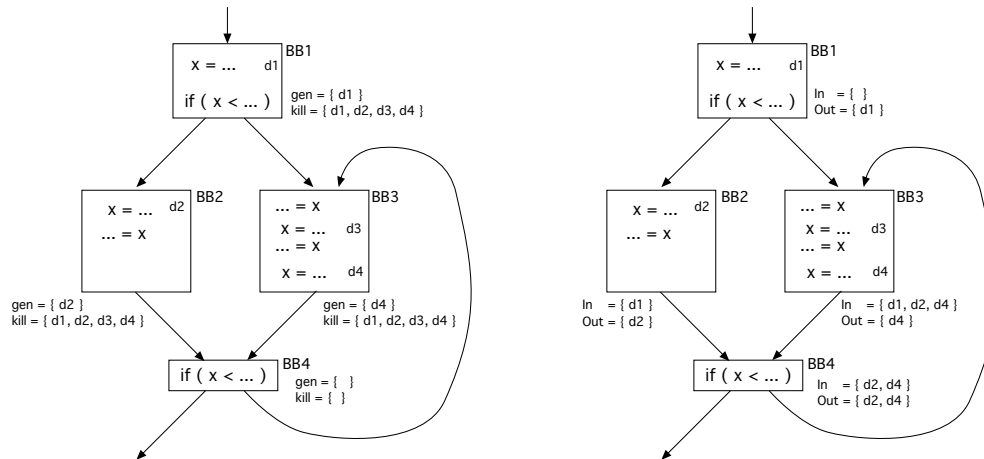 BB1
x = ... d1
if ( x < ... )
gen = { d1 }
kill = { d1, d2, d3, d4 }
BB2
x = ... d2
... = x
gen = { d2 }
kill = { d1, d2, d3, d4 }
BB3
... = x
x = ... d3
... = x
x = ... d4
gen = { d4 }
kill = { d1, d2, d3, d4 }
BB4
if ( x < ... )
gen = { }
kill = { }
BB1
x = ... d1
if ( x < ... )
In = { }
Out = { d1 }
BB2
x = ... d2
... = x
In = { d1 }
Out = { d2 }
BB3
... = x
x = ... d3
... = x
x = ... d4
In = { d1, d2, d4 }
Out = { d4 }
BB4
if ( x < ... )
In = { d2, d4 }
Out = { d2, d4 }